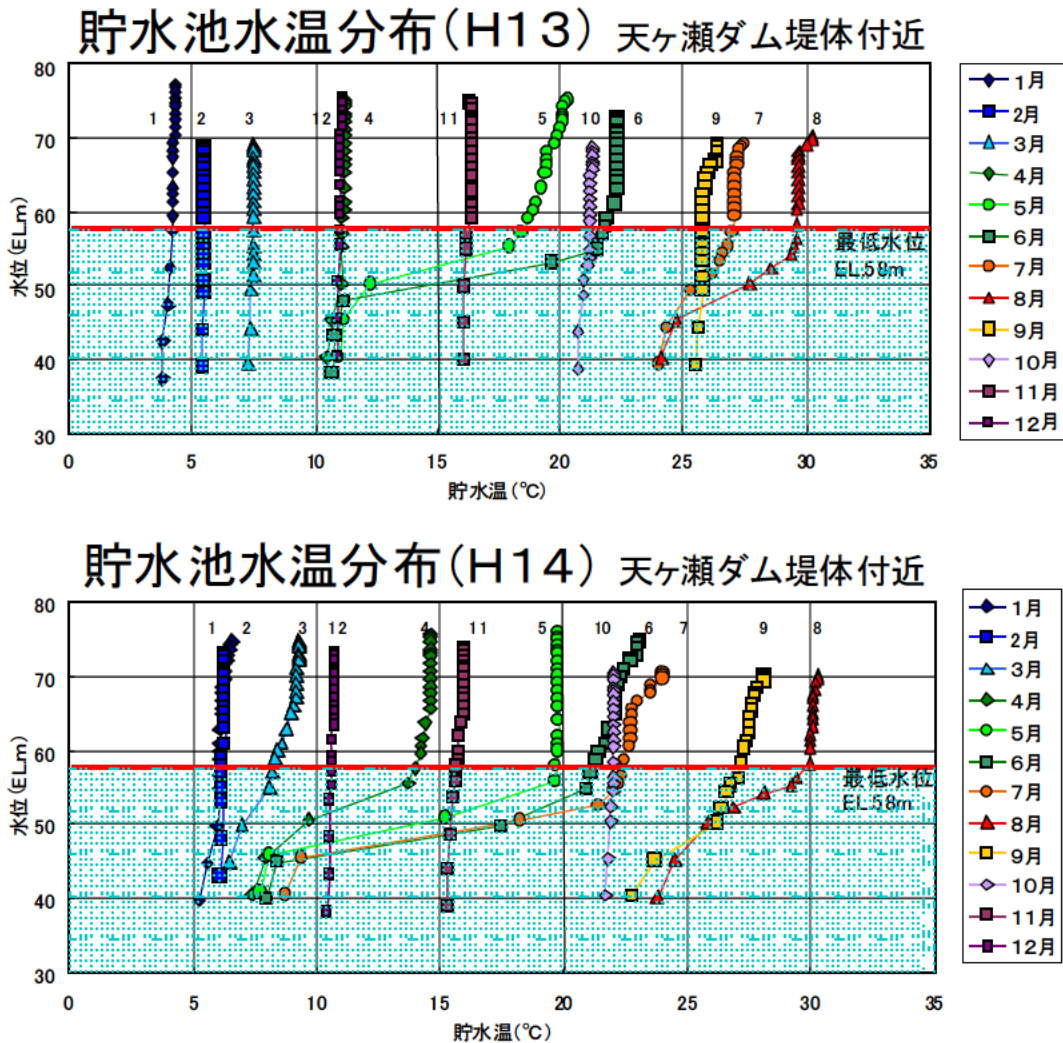 貯水池水温分布(H13) 天ヶ瀬ダム堤体付近
80
70
60
50
40
30
水位(EL.m)
1 2 3 12 4 11 5 10 6 9 7 8
最低水位
EL.58m
0 5 10 15 20 25 30 35
貯水温(℃)
1月
2月
3月
4月
5月
6月
7月
8月
9月
10月
11月
12月
貯水池水温分布(H14) 天ヶ瀬ダム堤体付近
80
70
60
50
40
30
水位(EL.m)
1 2 3 12 4 11 5 10 6 7 9 8
最低水位
EL.58m
0 5 10 15 20 25 30 35
貯水温(℃)
1月
2月
3月
4月
5月
6月
7月
8月
9月
10月
11月
12月